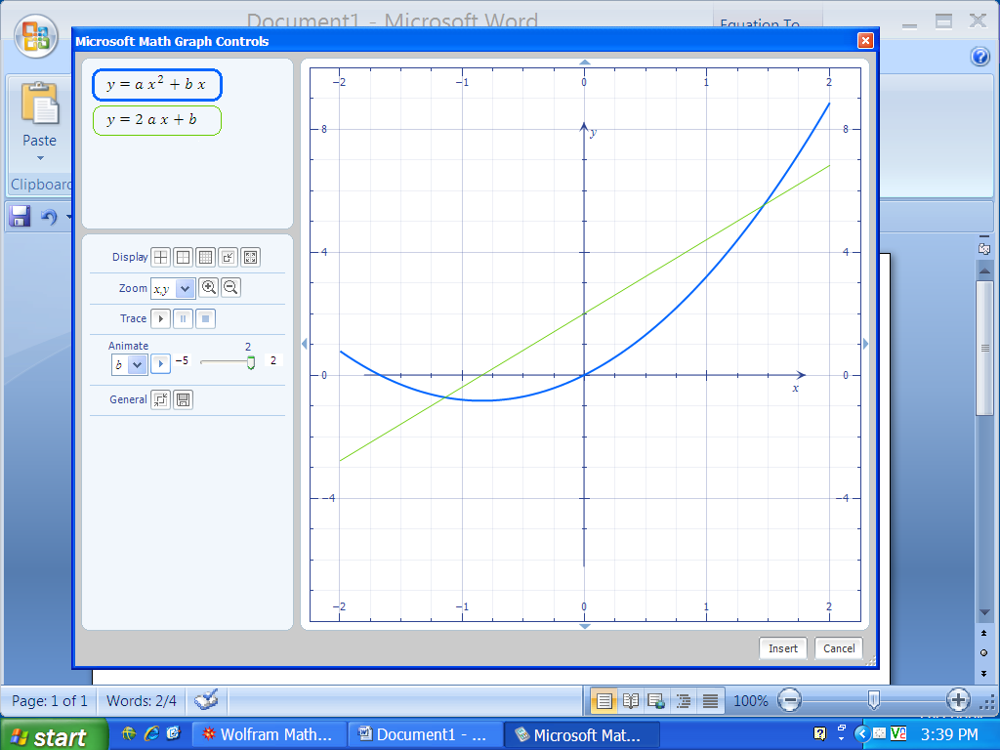 Document1 - Microsoft Word
Equation To
Microsoft Math Graph Controls
Paste
Clipboard
y = a x² + b x
y = 2 a x + b
Display
Zoom x,y
Trace
Animate
b −5 2 2
General
−2 −1 0 1 2
8 y 8
4 4
0 x 0
−4 −4
−2 −1 0 1 2
Insert Cancel
Page: 1 of 1 Words: 2/4 100%
start Wolfram Math... Document1 - ... Microsoft Mat... 3:39 PM